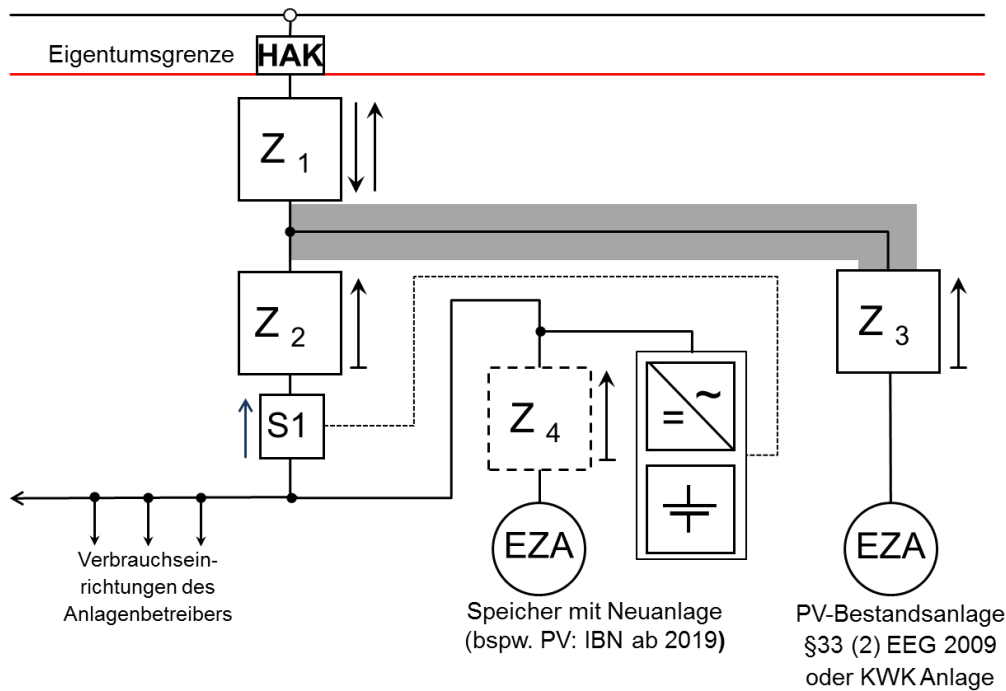 Eigentumsgrenze
HAK
Z 1
Z 2
Z 3
S1
Z 4
= ~
EZA
EZA
Verbrauchsein-
richtungen des
Anlagenbetreibers
Speicher mit Neuanlage
(bspw. PV: IBN ab 2019)
PV-Bestandsanlage
§33 (2) EEG 2009
oder KWK Anlage